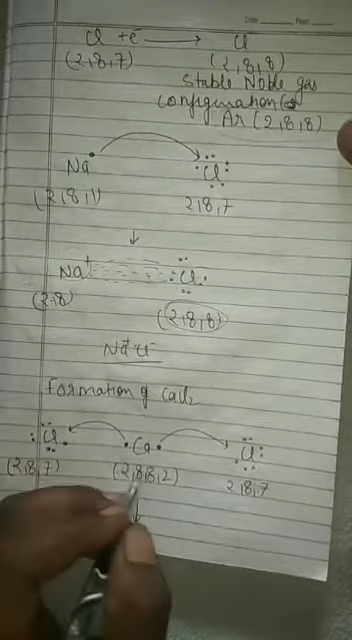 Date: Page:
Cl + e⁻ ⟶ Cl⁻
(2,8,7) (2,8,8)
Stable Noble gas
configuration
Ar (2,8,8)
Na Cl
(2,8,1) 2,8,7
↓
Na⁺ Cl
(2,8) (2,8,8)
Na⁺Cl⁻
Formation of CaCl₂
Cl Ca Cl
(2,8,7) (2,8,8,2) 2,8,7
↓